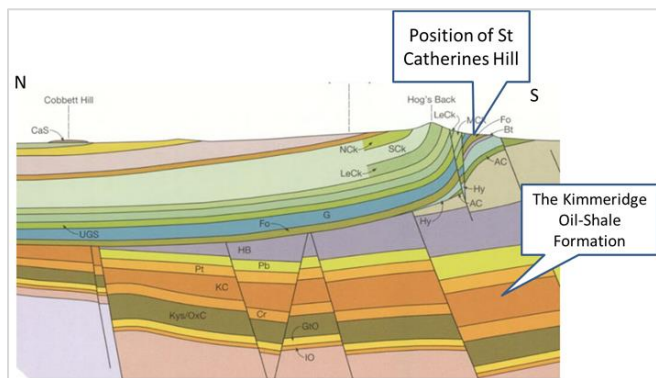 Position of St
Catherines Hill
N
S
Cobbett Hill
CaS
Hog's Back
LeCk
MCk
Fo
Bt
NCk
SCk
AC
LeCk
Hy
AC
G
Hy
Fo
UGS
HB
The Kimmeridge
Oil-Shale
Formation
Pt
Pb
KC
Kys/OxC
Cr
GtO
IO